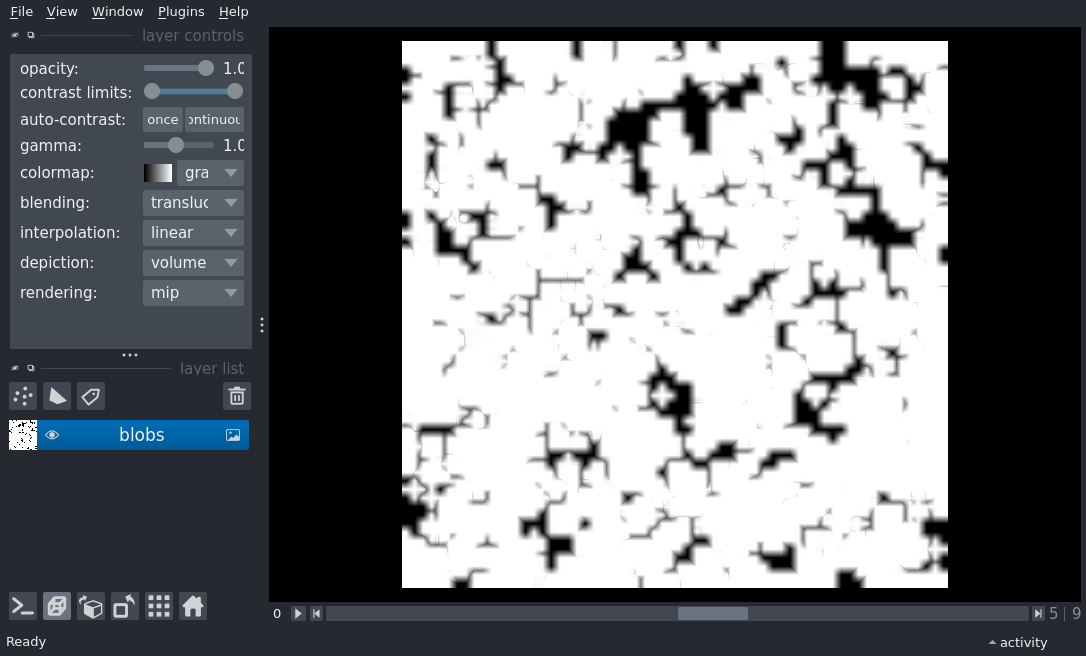 File View Window Plugins Help
layer controls
opacity: 1.0
contrast limits:
auto-contrast: once ontinuou
gamma: 1.0
colormap: gra
blending: transluc
interpolation: linear
depiction: volume
rendering: mip
layer list
blobs
0 5 | 9
Ready activity